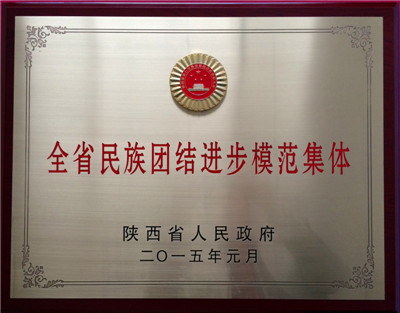 全省民族团结进步模范集体
陕西省人民政府
二〇一五年元月